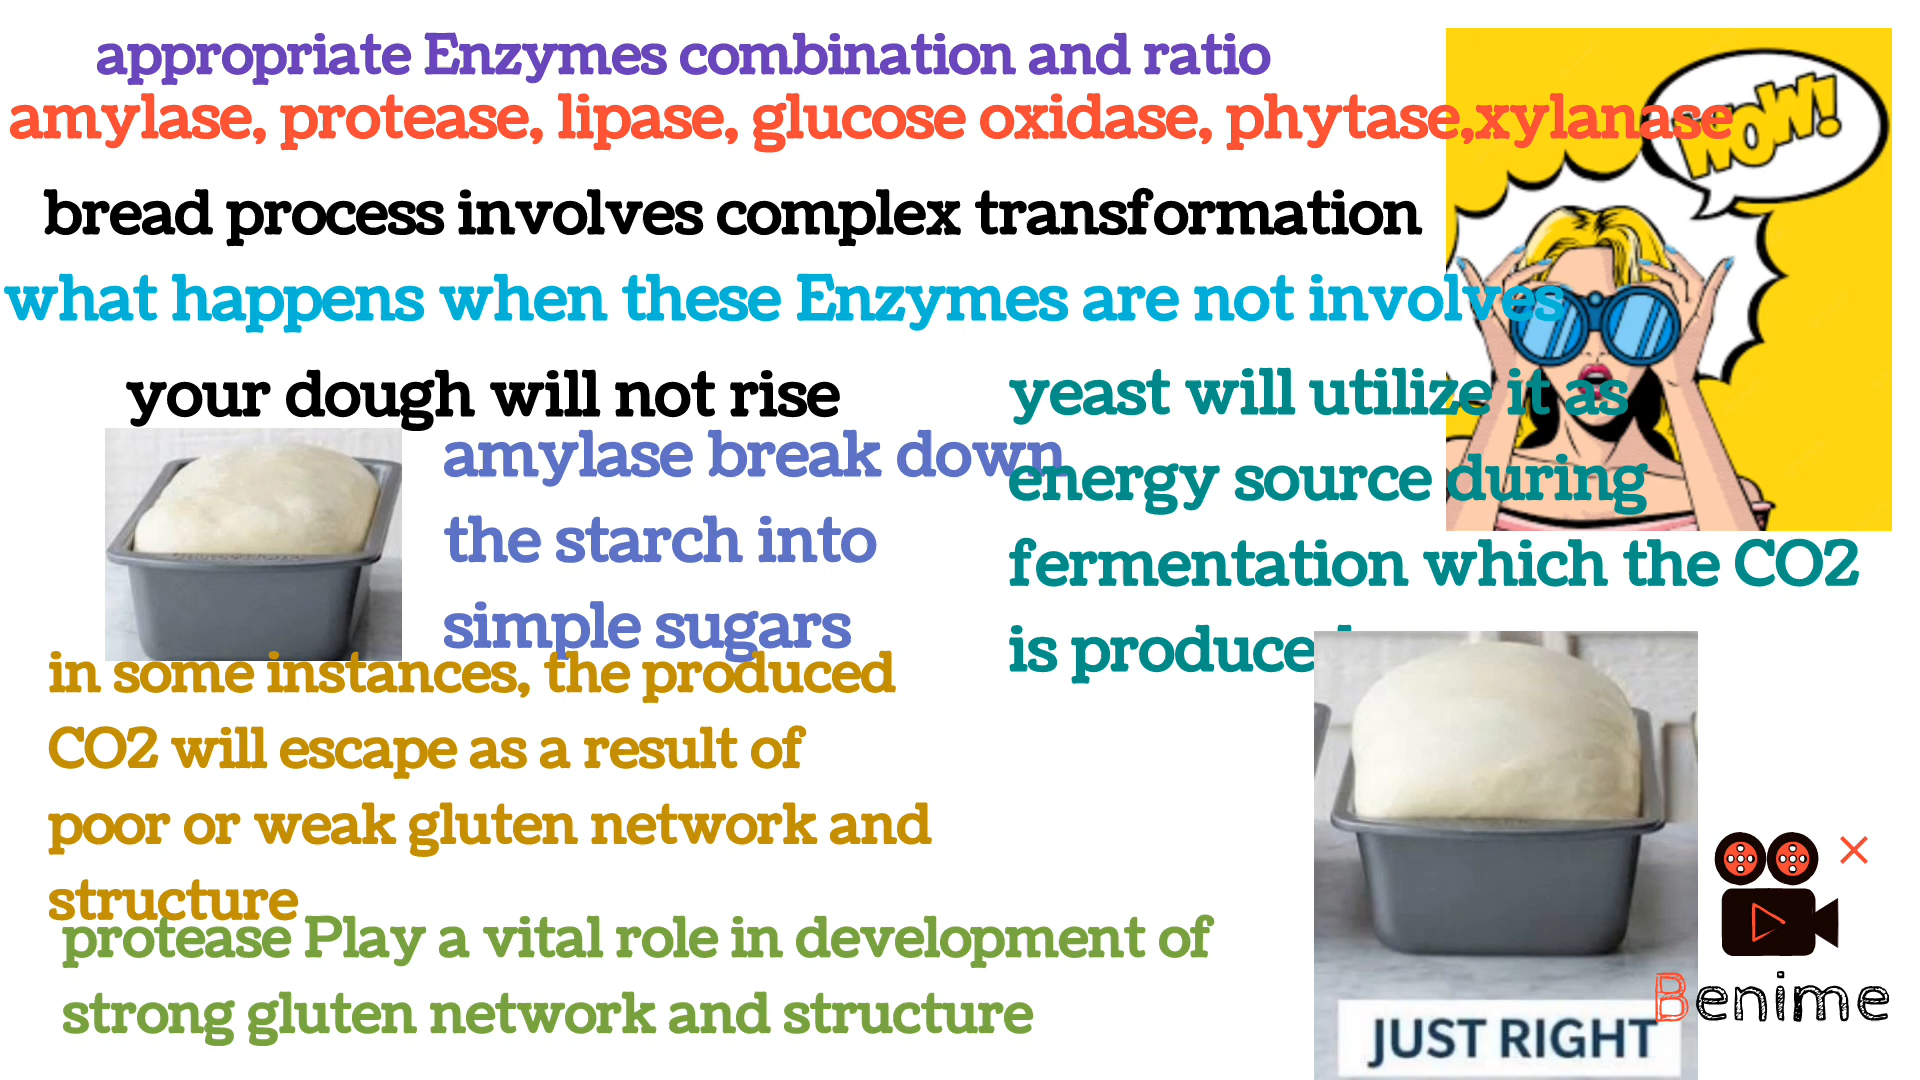 appropriate Enzymes combination and ratio
amylase, protease, lipase, glucose oxidase, phytase,xylanase
WOW!
bread process involves complex transformation
what happens when these Enzymes are not involves
your dough will not rise
amylase break down
the starch into
simple sugars
yeast will utilize it as
energy source during
fermentation which the CO2
is produced
in some instances, the produced
CO2 will escape as a result of
poor or weak gluten network and
structure
protease Play a vital role in development of
strong gluten network and structure
JUST RIGHT
Benime